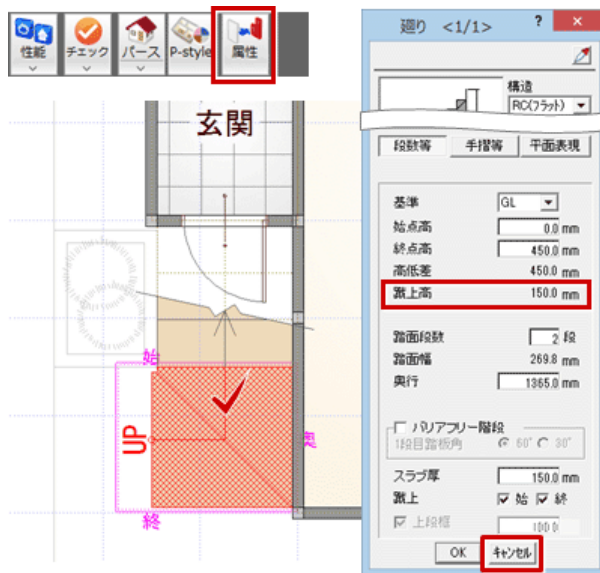 性能
チェック
パース
P-style
属性
玄関
始
UP
終
廻り <1/1>
?
×
構造
RC(フラット)
段数等
手摺等
平面表現
基準
GL
始点高
0.0 mm
終点高
450.0 mm
高低差
450.0 mm
蹴上高
150.0 mm
踏面段数
2 段
踏面幅
269.8 mm
奥行
1365.0 mm
バリアフリー階段
1段目踏板角
60° 30°
スラブ厚
150.0 mm
蹴上
始 終
上段框
100.0
OK
キャンセル